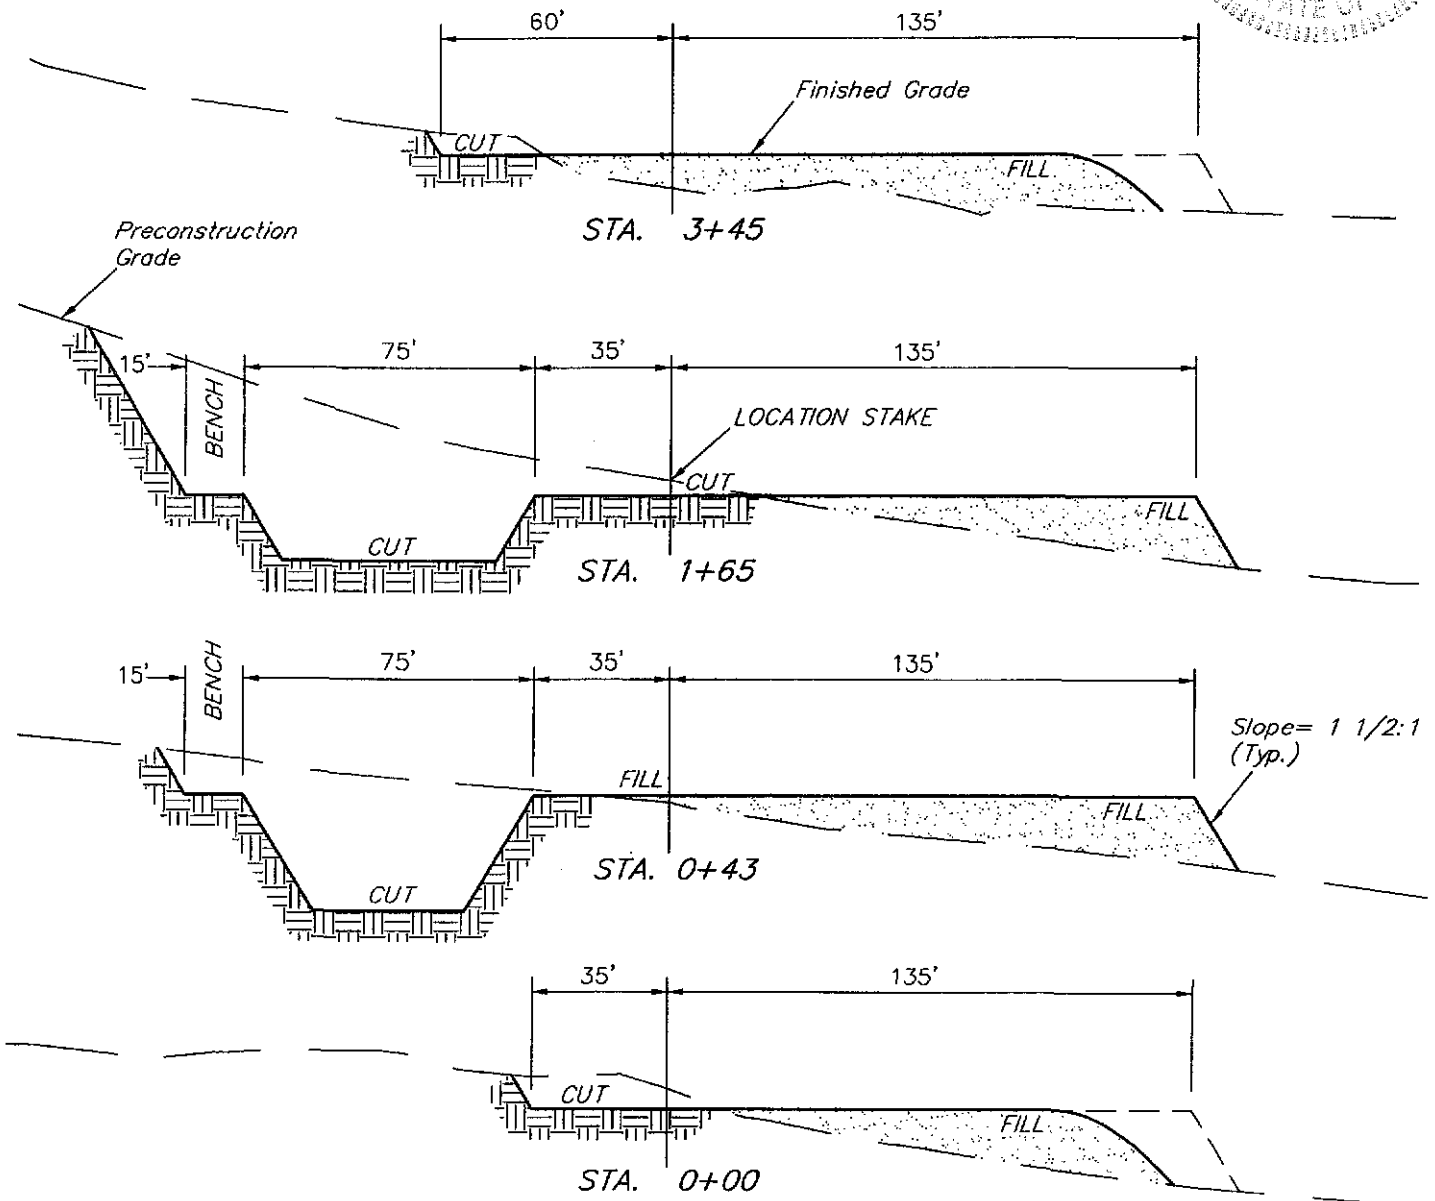 60'
135'
Finished Grade
CUT
FILL
STA. 3+45
Preconstruction
Grade
15'
75'
35'
135'
BENCH
LOCATION STAKE
CUT
FILL
CUT
STA. 1+65
15'
BENCH
75'
35'
135'
Slope= 1 1/2:1
(Typ.)
FILL
FILL
STA. 0+43
CUT
35'
135'
CUT
FILL
STA. 0+00